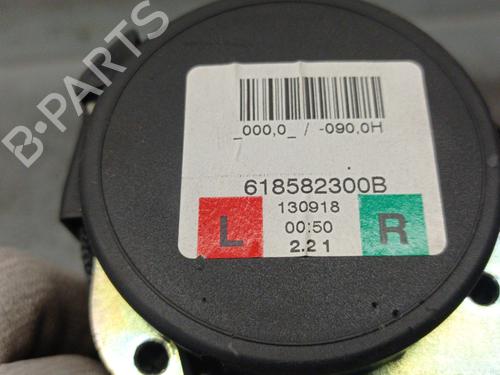 B-PARTS
_000,0_ / -090,0H
618582300B
130918
L 00:50 R
2.2 1